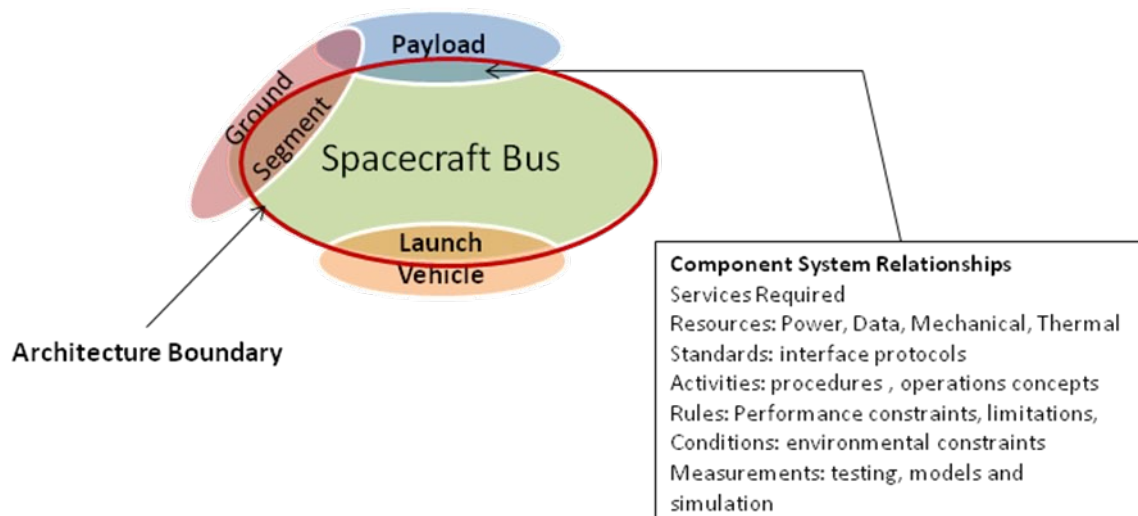 Payload
Ground
Segment
Spacecraft Bus
Launch
Vehicle
Architecture Boundary
Component System Relationships
Services Required
Resources: Power, Data, Mechanical, Thermal
Standards: interface protocols
Activities: procedures , operations concepts
Rules: Performance constraints, limitations,
Conditions: environmental constraints
Measurements: testing, models and
simulation